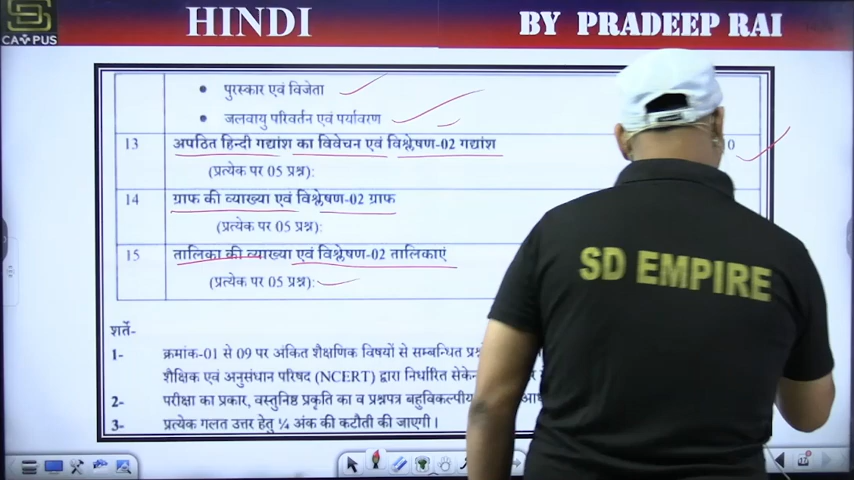 HINDI BY PRADEEP RAI
CAMPUS
• पुरस्कार एवं विजेता
• जलवायु परिवर्तन एवं पर्यावरण
13 अपठित हिन्दी गद्यांश का विवेचन एवं विश्लेषण-02 गद्यांश
(प्रत्येक पर 05 प्रश्न):
14 ग्राफ की व्याख्या एवं विश्लेषण-02 ग्राफ
(प्रत्येक पर 05 प्रश्न):
15 तालिका की व्याख्या एवं विश्लेषण-02 तालिकाएं
(प्रत्येक पर 05 प्रश्न):
शर्ते-
1- क्रमांक-01 से 09 पर अंकित शैक्षणिक विषयों से सम्बन्धित
शैक्षिक एवं अनुसंधान परिषद (NCERT) द्वारा निर्धारित
2- परीक्षा का प्रकार, वस्तुनिष्ठ प्रकृति का व प्रश्नपत्र
3- प्रत्येक गलत उत्तर हेतु ¼ अंक की कटौती की जाएगी।
SD EMPIRE